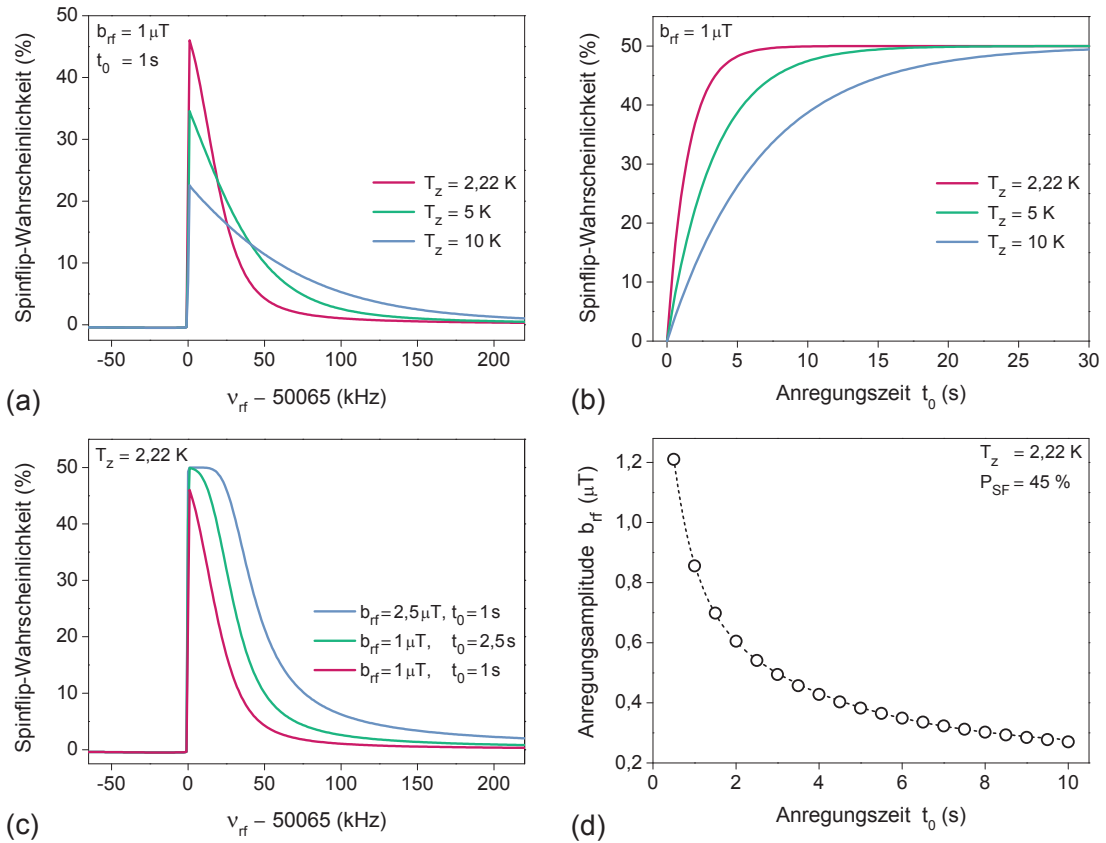 Spinflip-Wahrscheinlichkeit (%)
50
40
30
20
10
0
b_rf = 1 µT
t_0 = 1s
T_z = 2,22 K
T_z = 5 K
T_z = 10 K
-50 0 50 100 150 200
ν_rf – 50065 (kHz)
(a)
Spinflip-Wahrscheinlichkeit (%)
50
40
30
20
10
0
b_rf = 1 µT
T_z = 2,22 K
T_z = 5 K
T_z = 10 K
0 5 10 15 20 25 30
Anregungszeit t_0 (s)
(b)
Spinflip-Wahrscheinlichkeit (%)
50
40
30
20
10
0
T_z = 2,22 K
b_rf = 2,5 µT, t_0 = 1s
b_rf = 1 µT, t_0 = 2,5s
b_rf = 1 µT, t_0 = 1s
-50 0 50 100 150 200
ν_rf – 50065 (kHz)
(c)
Anregungsamplitude b_rf (µT)
1,2
1,0
0,8
0,6
0,4
0,2
T_z = 2,22 K
P_SF = 45 %
0 2 4 6 8 10
Anregungszeit t_0 (s)
(d)